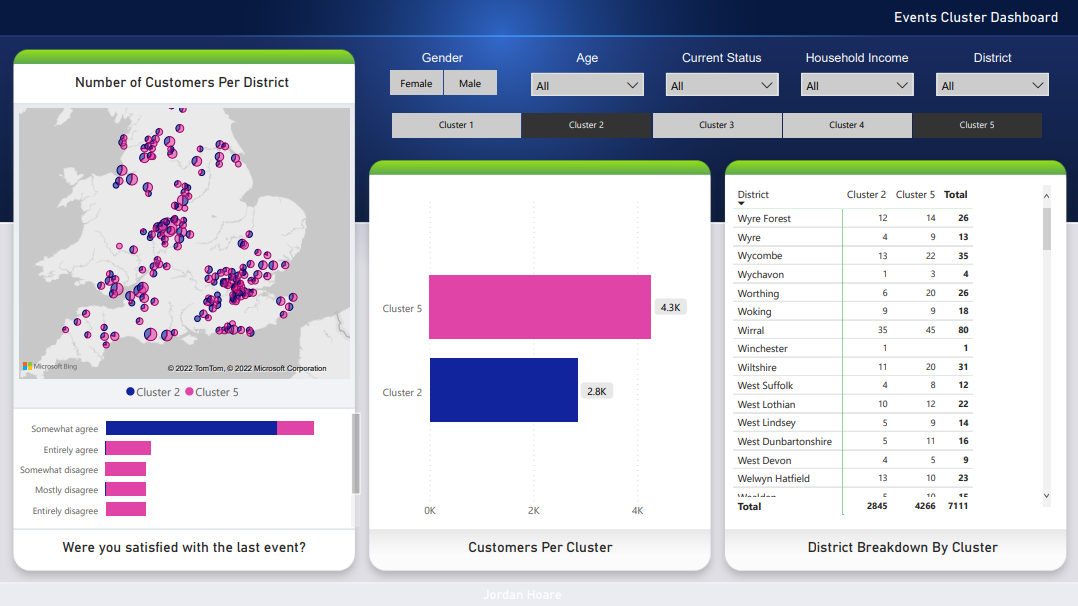 Events Cluster Dashboard
Gender Age Current Status Household Income District
Female Male All All All All
Cluster 1 Cluster 2 Cluster 3 Cluster 4 Cluster 5
Number of Customers Per District
Microsoft Bing
© 2022 TomTom, © 2022 Microsoft Corporation
Cluster 2 Cluster 5
Somewhat agree
Entirely agree
Somewhat disagree
Mostly disagree
Entirely disagree
Were you satisfied with the last event?
Cluster 5 4.3K
Cluster 2 2.8K
0K 2K 4K
Customers Per Cluster
District Cluster 2 Cluster 5 Total
Wyre Forest 12 14 26
Wyre 4 9 13
Wycombe 13 22 35
Wychavon 1 3 4
Worthing 6 20 26
Woking 9 9 18
Wirral 35 45 80
Winchester 1 1
Wiltshire 11 20 31
West Suffolk 4 8 12
West Lothian 10 12 22
West Lindsey 5 9 14
West Dunbartonshire 5 11 16
West Devon 4 5 9
Welwyn Hatfield 13 10 23
Total 2845 4266 7111
District Breakdown By Cluster
Jordan Hoare